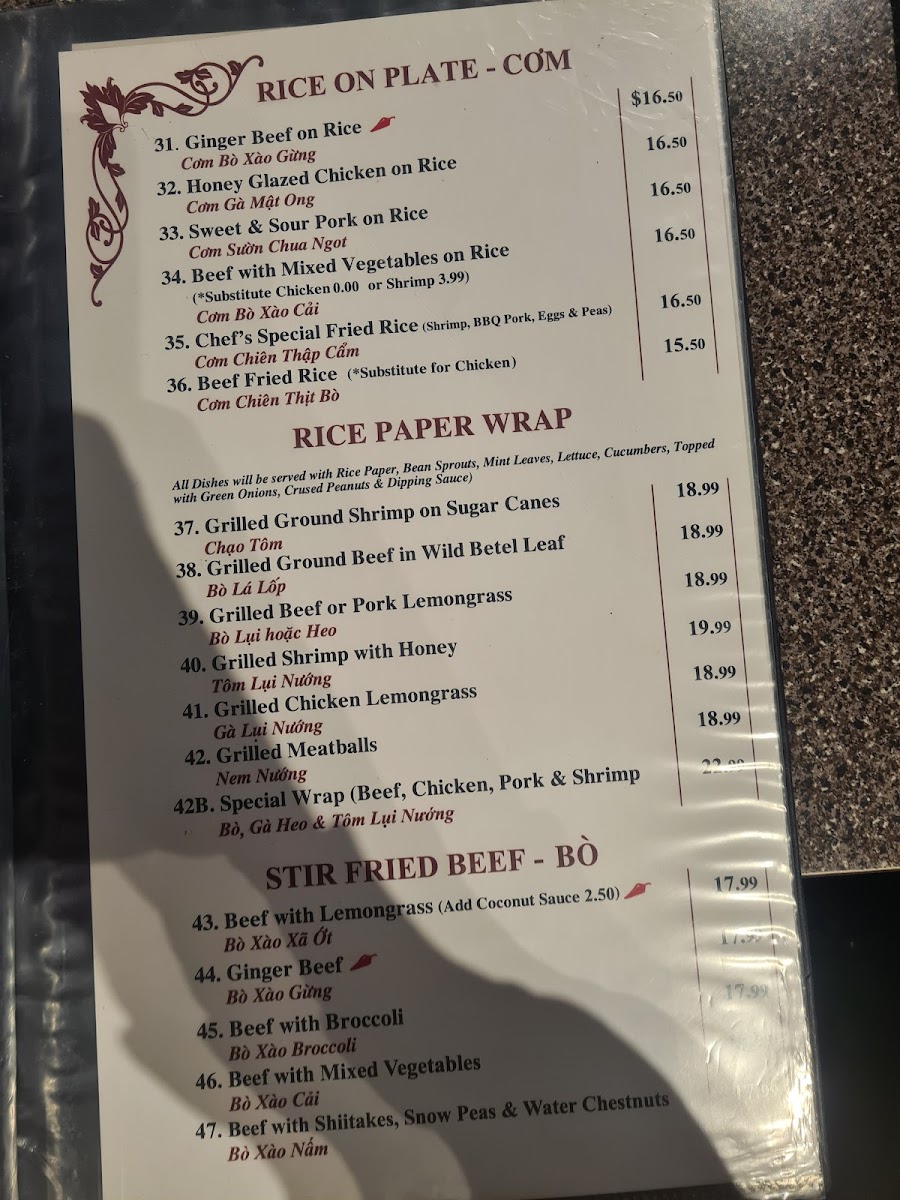 RICE ON PLATE - CƠM
31. Ginger Beef on Rice $16.50
Cơm Bò Xào Gừng
32. Honey Glazed Chicken on Rice 16.50
Cơm Gà Mật Ong
33. Sweet & Sour Pork on Rice 16.50
Cơm Sườn Chua Ngot
34. Beef with Mixed Vegetables on Rice 16.50
(*Substitute Chicken 0.00 or Shrimp 3.99)
Cơm Bò Xào Cải
35. Chef's Special Fried Rice (Shrimp, BBQ Pork, Eggs & Peas) 16.50
Cơm Chiên Thập Cẩm
36. Beef Fried Rice (*Substitute for Chicken) 15.50
Cơm Chiên Thịt Bò
RICE PAPER WRAP
All Dishes will be served with Rice Paper, Bean Sprouts, Mint Leaves, Lettuce, Cucumbers, Topped
with Green Onions, Crused Peanuts & Dipping Sauce)
37. Grilled Ground Shrimp on Sugar Canes 18.99
Chạo Tôm
38. Grilled Ground Beef in Wild Betel Leaf 18.99
Bò Lá Lốp
39. Grilled Beef or Pork Lemongrass 18.99
Bò Lụi hoặc Heo
40. Grilled Shrimp with Honey 19.99
Tôm Lụi Nướng
41. Grilled Chicken Lemongrass 18.99
Gà Lụi Nướng
42. Grilled Meatballs 18.99
Nem Nướng
42B. Special Wrap (Beef, Chicken, Pork & Shrimp
Bò, Gà Heo & Tôm Lụi Nướng
STIR FRIED BEEF - BÒ
43. Beef with Lemongrass (Add Coconut Sauce 2.50) 17.99
Bò Xào Xã Ớt
44. Ginger Beef 17.99
Bò Xào Gừng
45. Beef with Broccoli 17.99
Bò Xào Broccoli
46. Beef with Mixed Vegetables
Bò Xào Cải
47. Beef with Shiitakes, Snow Peas & Water Chestnuts
Bò Xào Nấm